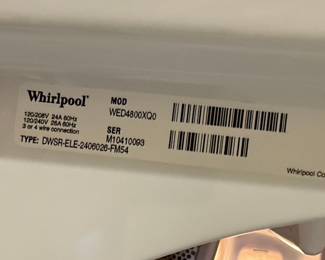 Whirlpool
MOD
WED4800XQ0
120/208V 24A 60Hz
120/240V 26A 60Hz
3 or 4 wire connection
SER
M10410093
TYPE: DWSR-ELE-2406026-FM54
Whirlpool Co